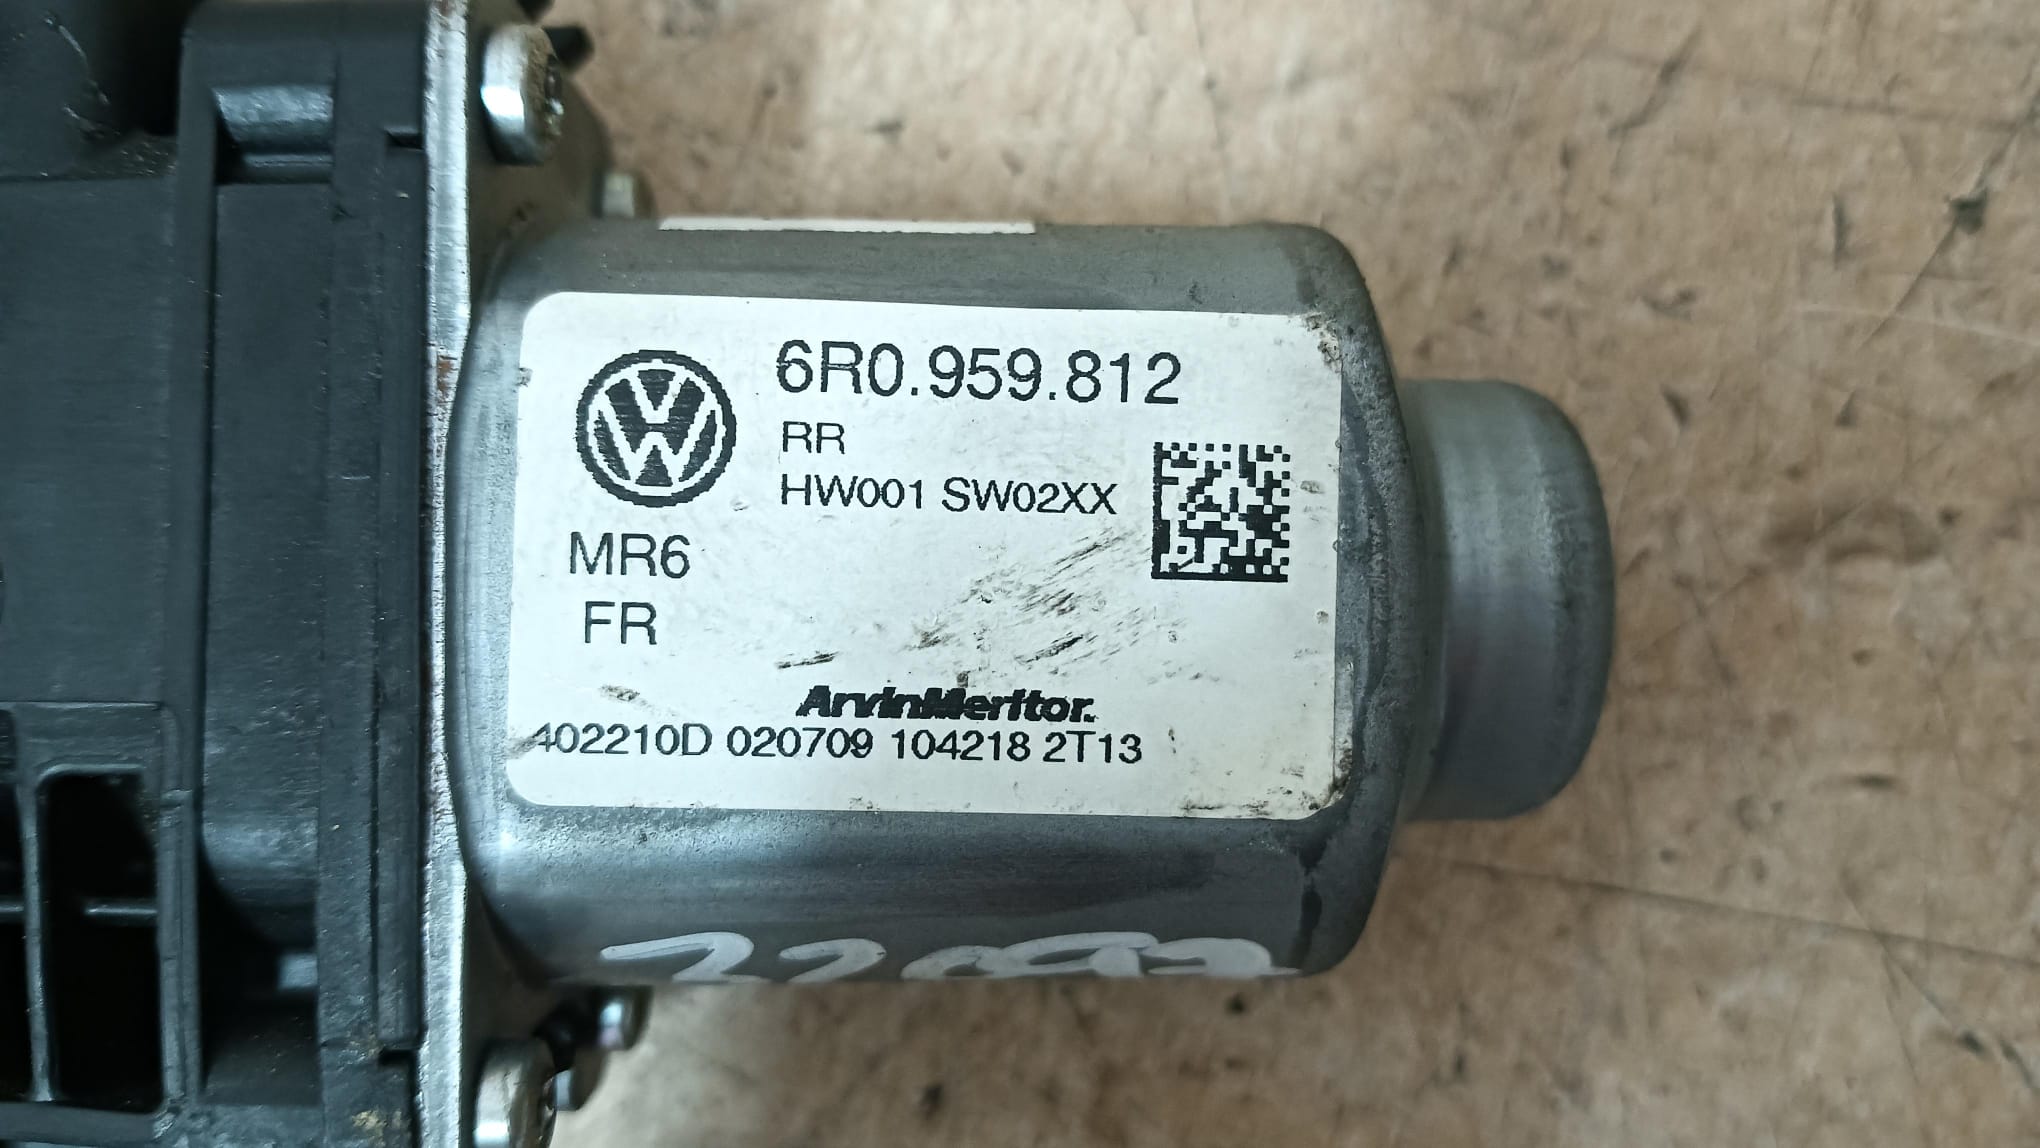 6R0.959.812
RR
HW001 SW02XX
MR6
FR
ArvinMeritor.
402210D 020709 104218 2T13